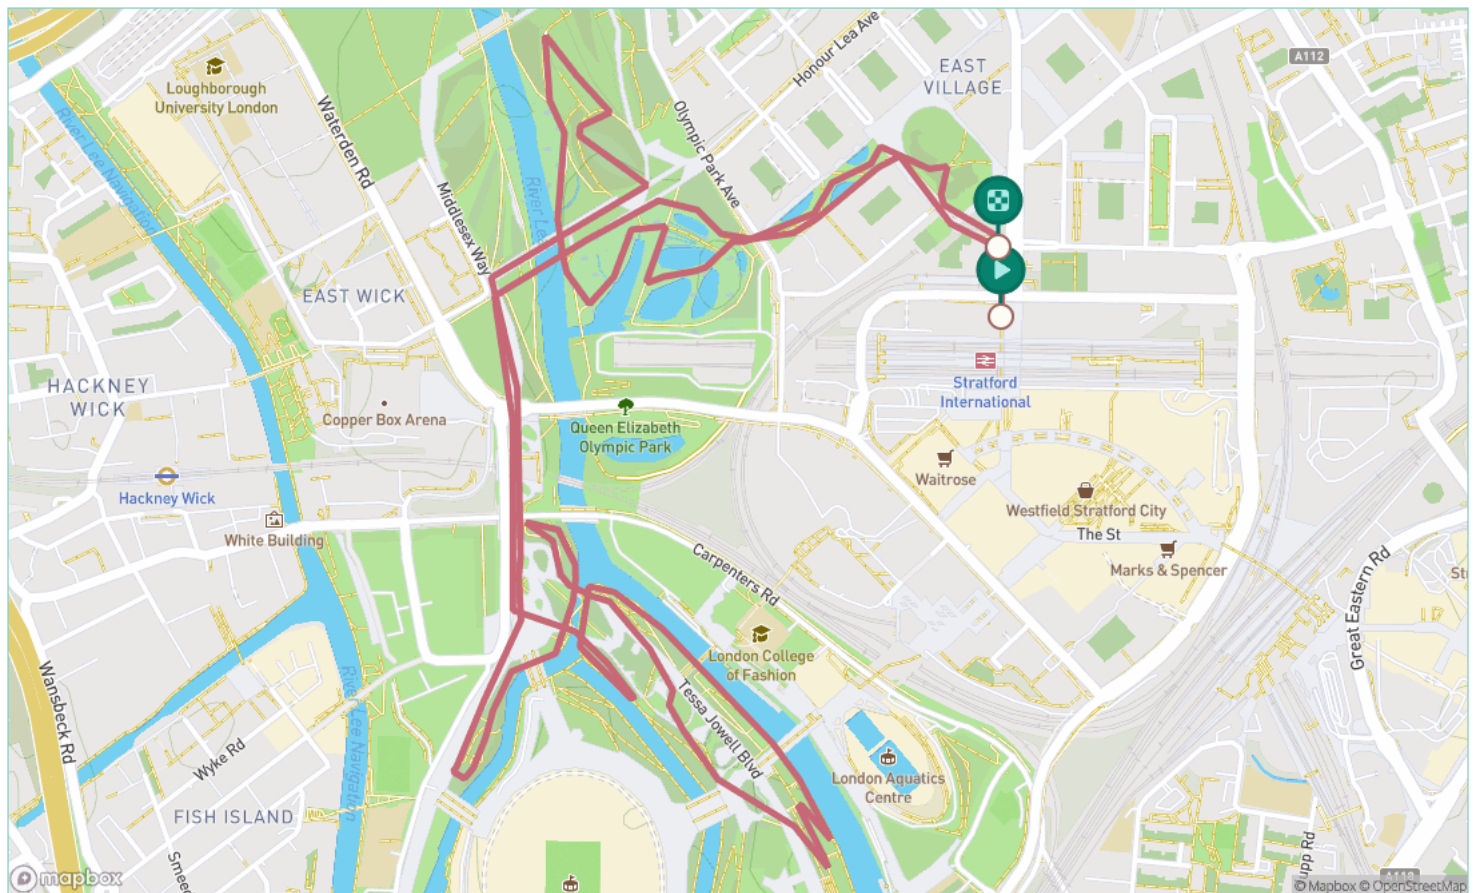 Honour Lea Ave
A112
EAST
VILLAGE
Loughborough
University London
Waterden Rd
Olympic Park Ave
River Lee Navigation
Middlesex Way
River Lee
EAST WICK
Stratford
International
HACKNEY
WICK
Copper Box Arena
Queen Elizabeth
Olympic Park
Waitrose
Hackney Wick
Westfield Stratford City
The St
White Building
Marks & Spencer
Carpenters Rd
Great Eastern Rd
London College
of Fashion
Wansbeck Rd
River Lee Navigation
Tessa Jowell Blvd
Wyke Rd
London Aquatics
Centre
FISH ISLAND
mapbox
© Mapbox © OpenStreetMap